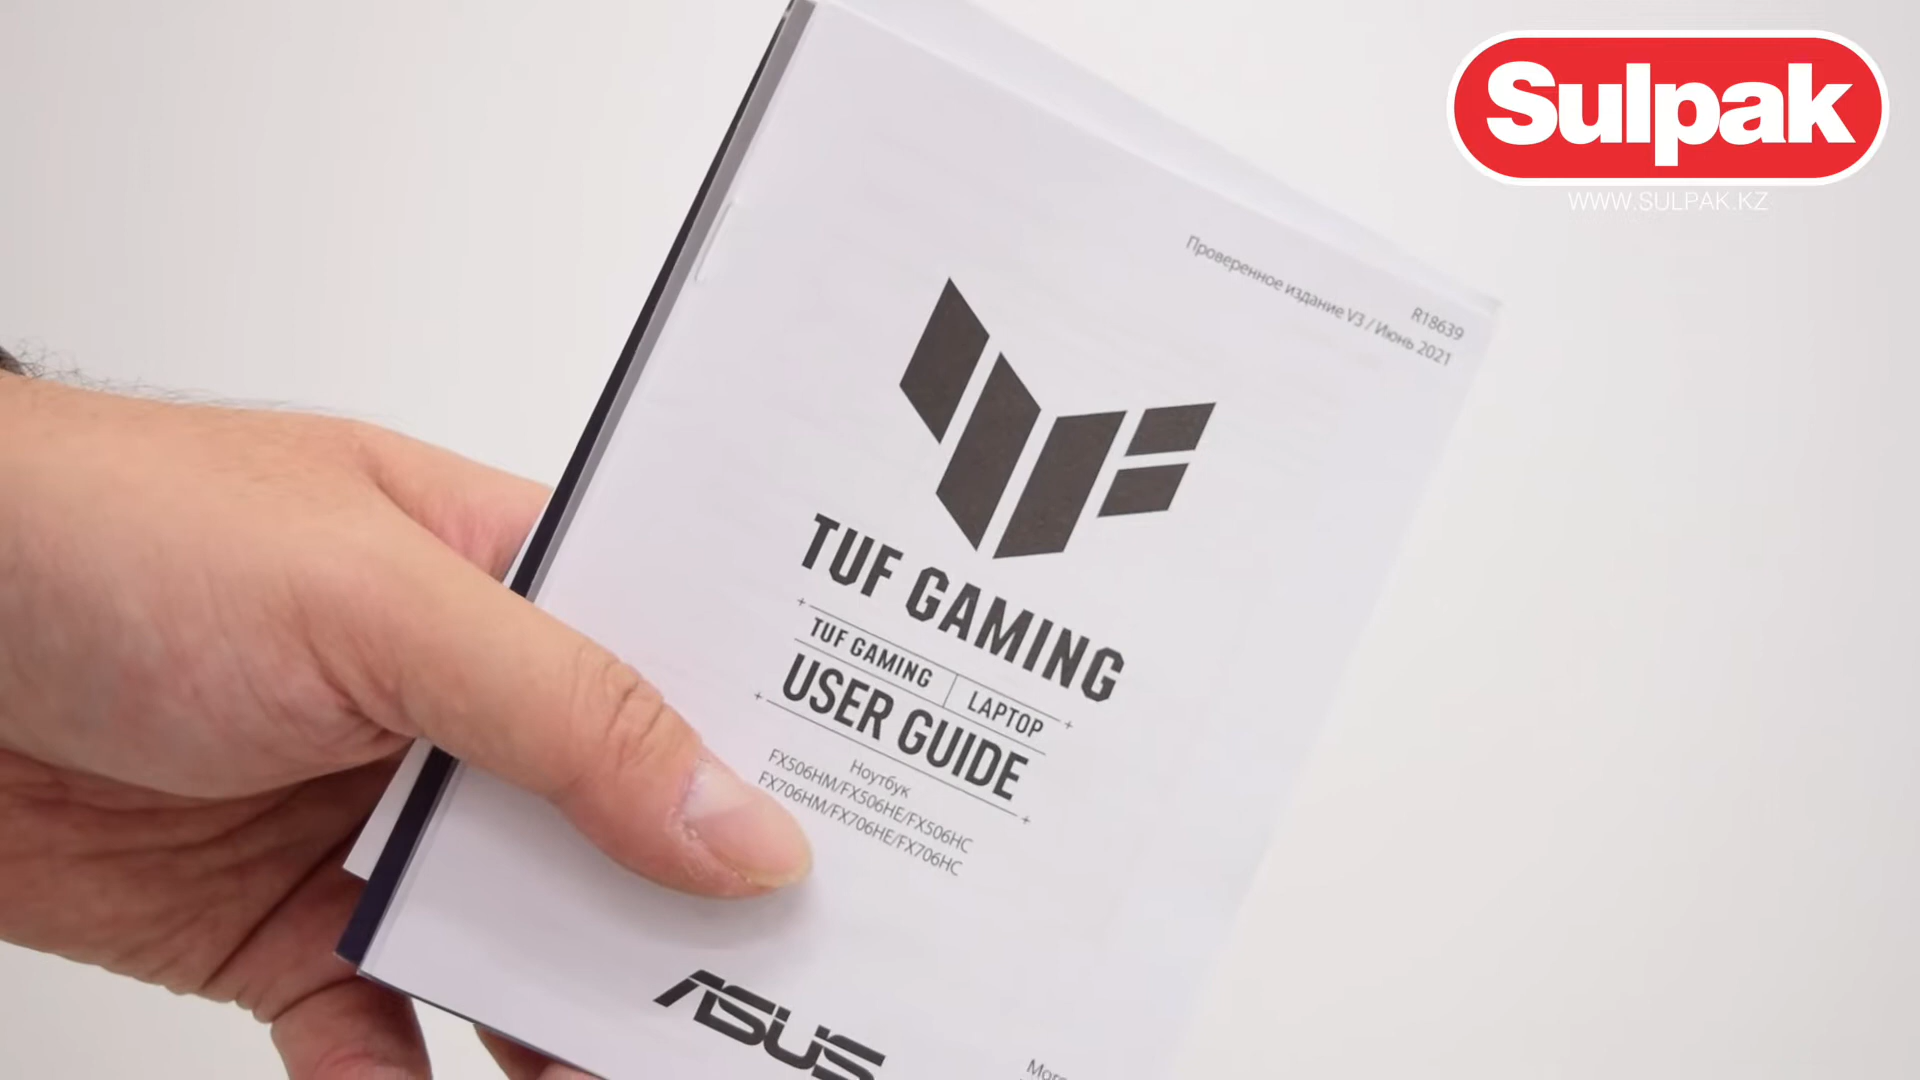 Sulpak
WWW.SULPAK.KZ
R18639
Проверенное издание V3 / Июнь 2021
TUF GAMING
TUF GAMING LAPTOP
USER GUIDE
Ноутбук
FX506HM/FX506HE/FX506HC
FX706HM/FX706HE/FX706HC
ASUS